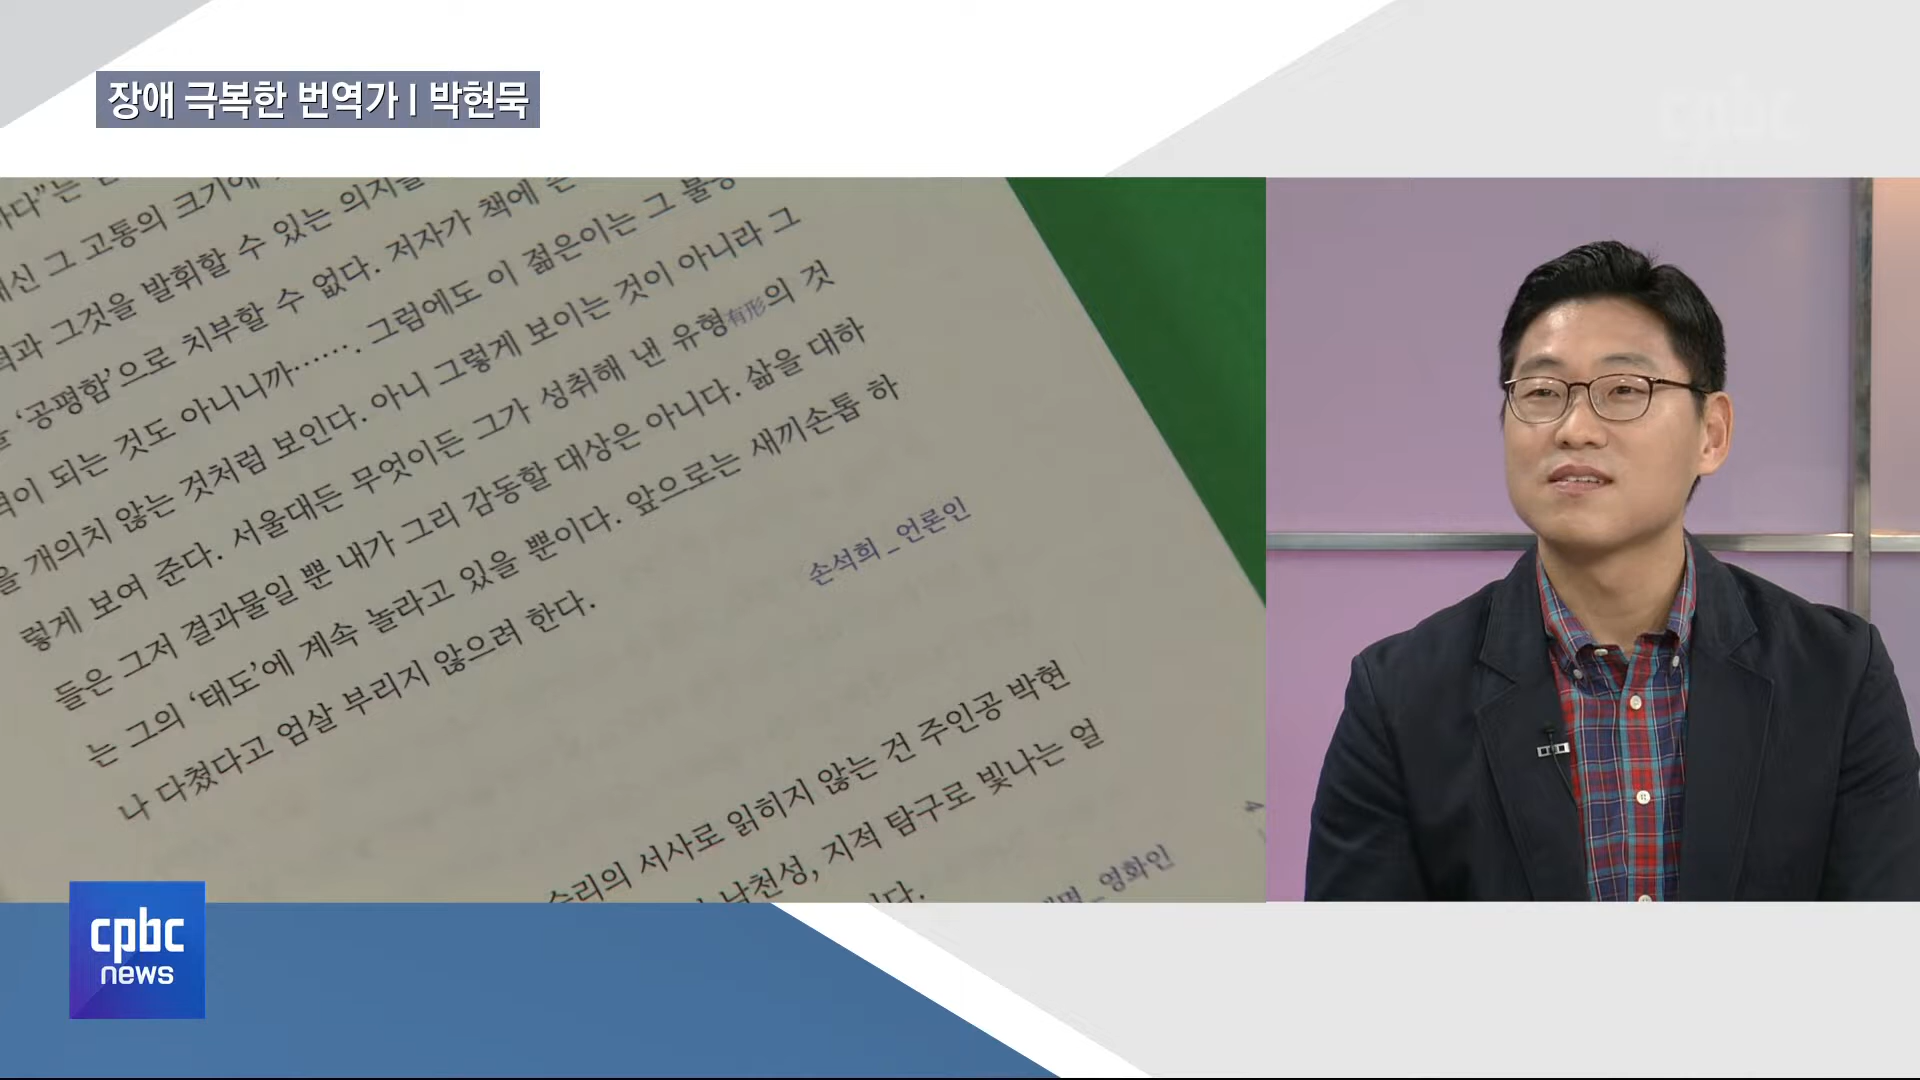 장애 극복한 번역가 | 박현묵
cpbc
대신 그 고통의 크기에
그것을 발휘할 수 있는 의지를
'공평함'으로 치부할 수 없다. 저자가 책에
되는 것도 아니니까……. 그럼에도 이 젊은이는 그
개의치 않는 것처럼 보인다. 아니 그렇게 보이는 것이 아니라 그
렇게 보여 준다. 서울대든 무엇이든 그가 성취해 낸 유형有形의 것
들은 그저 결과물일 뿐 내가 그리 감동할 대상은 아니다. 삶을 대하
는 그의 '태도'에 계속 놀라고 있을 뿐이다. 앞으로는 새끼손톱 하
나 다쳤다고 엄살 부리지 않으려 한다.
손석희_언론인
승리의 서사로 읽히지 않는 건 주인공 박현
낙천성, 지적 탐구로 빛나는 얼
_영화인
cpbc
news